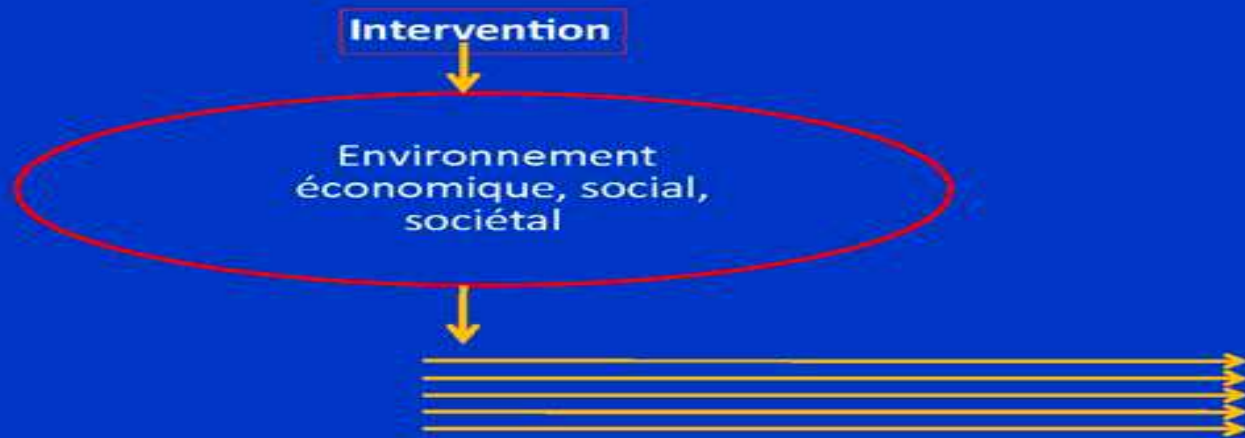 Intervention
Environnement
économique, social,
sociétal